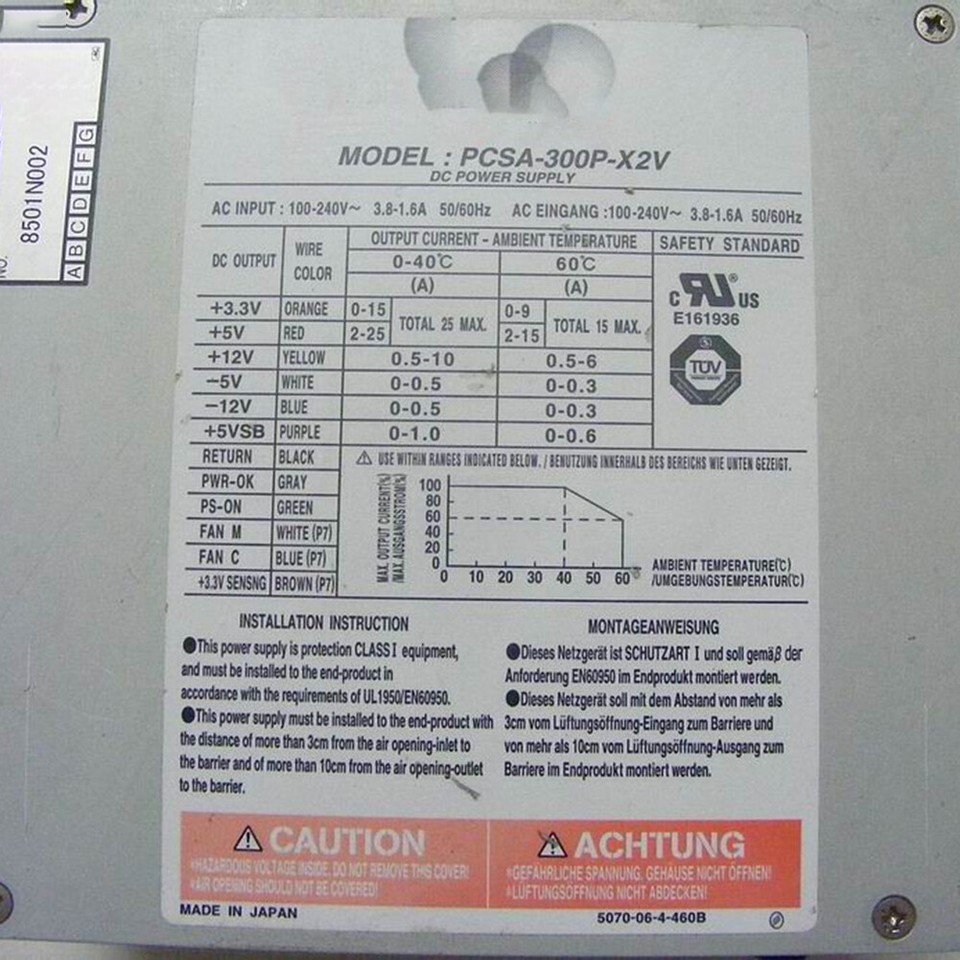 NO.
8501N002
A B C D E F G
MODEL : PCSA-300P-X2V
DC POWER SUPPLY
AC INPUT : 100-240V~ 3.8-1.6A 50/60Hz AC EINGANG :100-240V~ 3.8-1.6A 50/60Hz
DC OUTPUT WIRE COLOR OUTPUT CURRENT - AMBIENT TEMPERATURE SAFETY STANDARD
0-40℃ 60℃
(A) (A)
+3.3V ORANGE 0-15 TOTAL 25 MAX. 0-9 TOTAL 15 MAX.
+5V RED 2-25 2-15
+12V YELLOW 0.5-10 0.5-6
-5V WHITE 0-0.5 0-0.3
-12V BLUE 0-0.5 0-0.3
+5VSB PURPLE 0-1.0 0-0.6
C RU ® US
E161936
S
TÜV
RETURN BLACK
PWR-OK GRAY
PS-ON GREEN
FAN M WHITE (P7)
FAN C BLUE (P7)
+3.3V SENSNG BROWN (P7)
⚠ USE WITHIN RANGES INDICATED BELOW. / BENUTZUNG INNERHALB DES BEREICHS WIE UNTEN GEZEIGT.
MAX. OUTPUT CURRENT(%)
/MAX. AUSGANGSSTROM(%)
100
80
60
40
20
0
0 10 20 30 40 50 60
AMBIENT TEMPERATURE(℃)
/UMGEBUNGSTEMPERATUR(℃)
INSTALLATION INSTRUCTION
●This power supply is protection CLASS I equipment,
and must be installed to the end-product in
accordance with the requirements of UL1950/EN60950.
●This power supply must be installed to the end-product with
the distance of more than 3cm from the air opening-inlet to
the barrier and of more than 10cm from the air opening-outlet
to the barrier.
MONTAGEANWEISUNG
●Dieses Netzgerät ist SCHUTZART I und soll gemäß der
Anforderung EN60950 im Endprodukt montiert werden.
●Dieses Netzgerät soll mit dem Abstand von mehr als
3cm vom Lüftungsöffnung-Eingang zum Barriere und
von mehr als 10cm vom Lüftungsöffnung-Ausgang zum
Barriere im Endprodukt montiert werden.
⚠ CAUTION
*HAZARDOUS VOLTAGE INSIDE. DO NOT REMOVE THIS COVER!
*AIR OPENING SHOULD NOT BE COVERED!
⚠ ACHTUNG
*GEFÄHRLICHE SPANNUNG. GEHÄUSE NICHT ÖFFNEN!
*LÜFTUNGSÖFFNUNG NICHT ABDECKEN!
MADE IN JAPAN
5070-06-4-460B